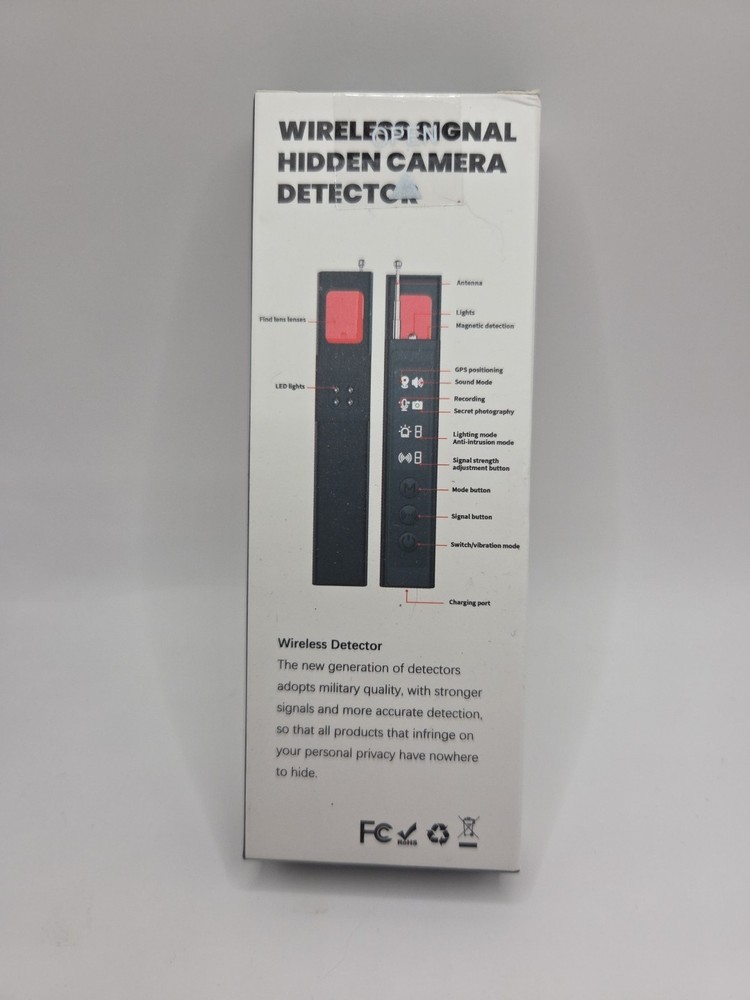 WIRELESS SIGNAL
HIDDEN CAMERA
DETECTOR
OPEN
Antenna
Find lens lenses
Lights
Magnetic detection
GPS positioning
Sound Mode
LED lights
Recording
Secret photography
Lighting mode
Anti-intrusion mode
Signal strength
adjustment button
Mode button
Signal button
Switch/vibration mode
Charging port
Wireless Detector
The new generation of detectors
adopts military quality, with stronger
signals and more accurate detection,
so that all products that infringe on
your personal privacy have nowhere
to hide.
FC
RoHS